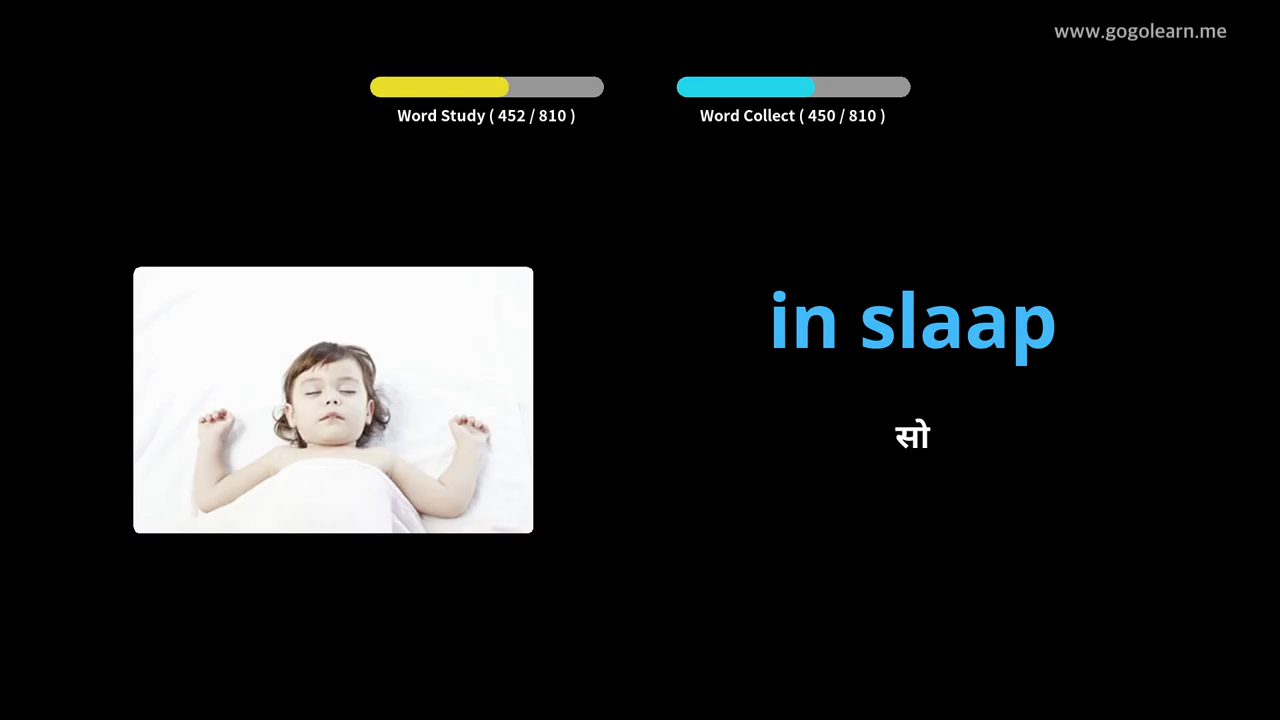 www.gogolearn.me
Word Study ( 452 / 810 )
Word Collect ( 450 / 810 )
in slaap
सो